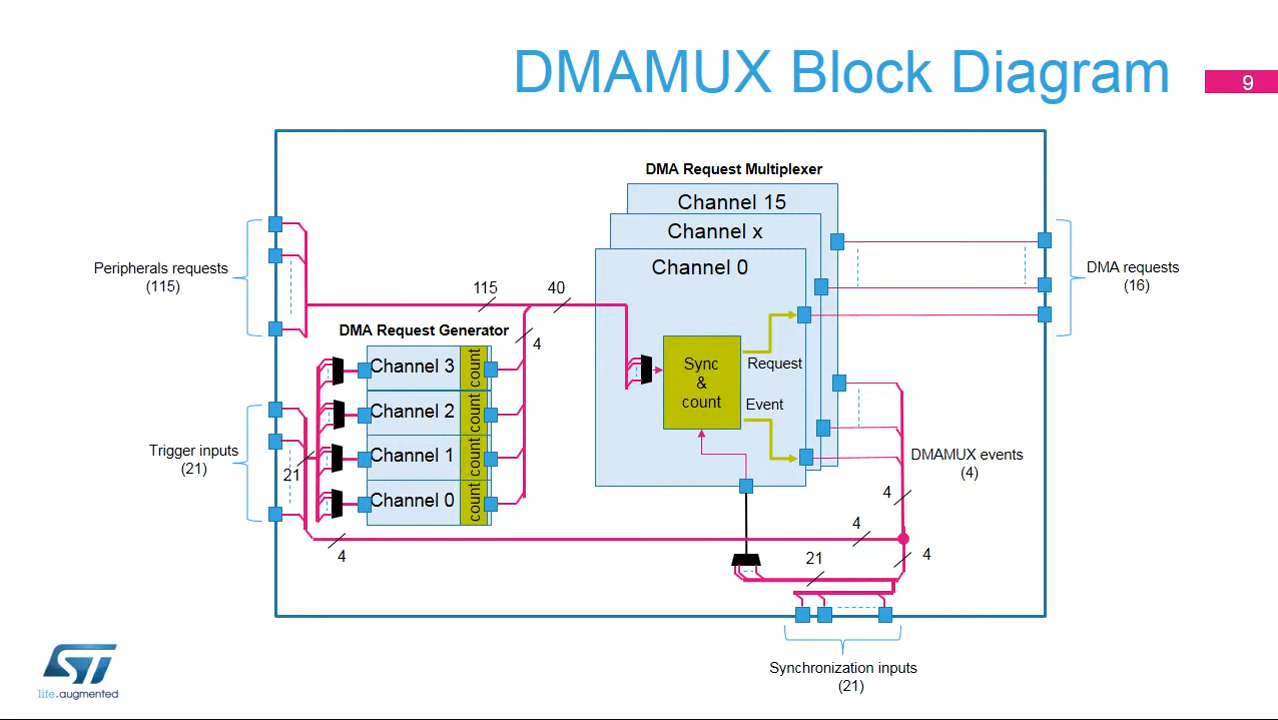 DMAMUX Block Diagram
9
DMA Request Multiplexer
Channel 15
Channel x
Channel 0
Peripherals requests
(115)
DMA requests
(16)
115
40
DMA Request Generator
4
Channel 3
count
Channel 2
count
Channel 1
count
Channel 0
count
Sync
&
count
Request
Event
Trigger inputs
(21)
21
DMAMUX events
(4)
4
4
4
21
4
Synchronization inputs
(21)
ST
life.augmented